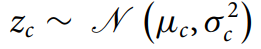 z_c ∼ 𝒩 (μ_c, σ_c^2)